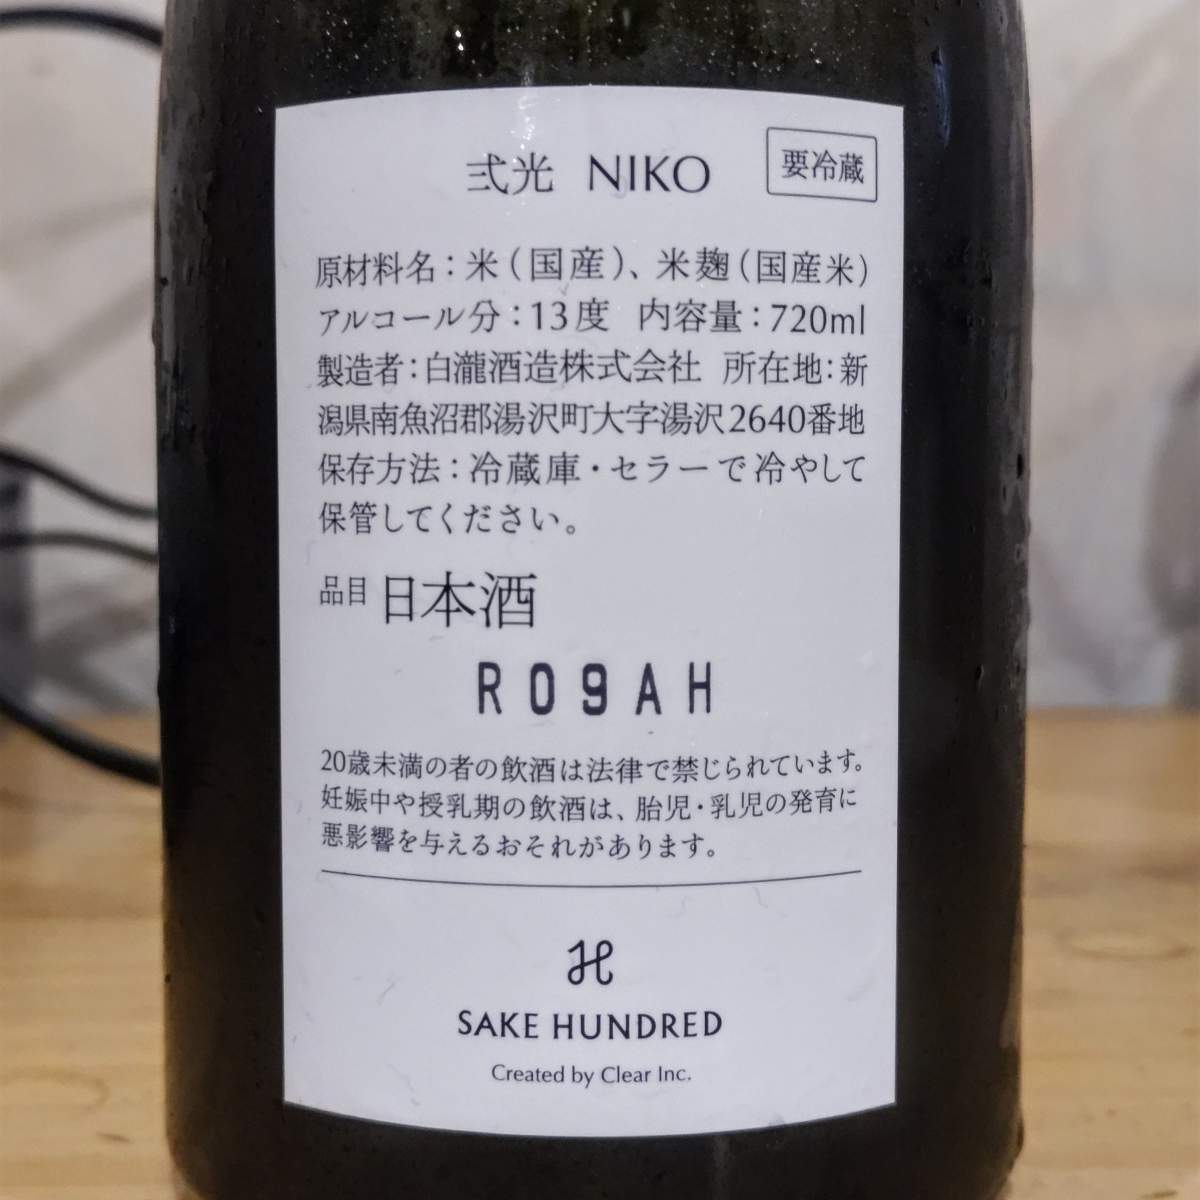 弍光 NIKO
要冷蔵
原材料名：米（国産）、米麹（国産米）
アルコール分：13度 内容量：720ml
製造者：白瀧酒造株式会社 所在地：新
潟県南魚沼郡湯沢町大字湯沢2640番地
保存方法：冷蔵庫・セラーで冷やして
保管してください。
品目 日本酒
R09AH
20歳未満の者の飲酒は法律で禁じられています。
妊娠中や授乳期の飲酒は、胎児・乳児の発育に
悪影響を与えるおそれがあります。
SAKE HUNDRED
Created by Clear Inc.